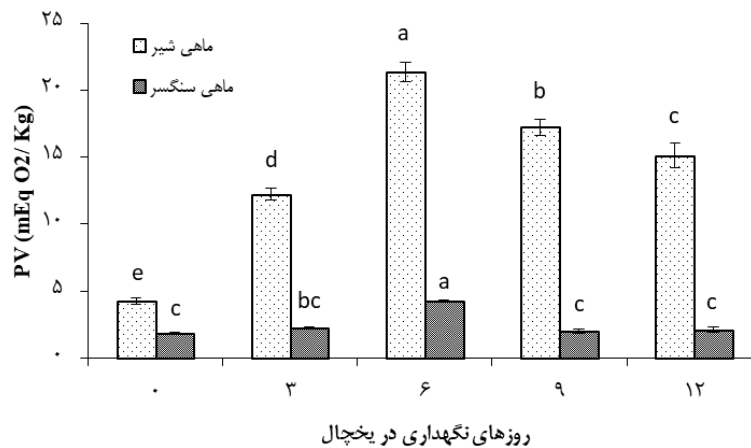 PV (mEq O2/ Kg)
۲۵
۲۰
۱۵
۱۰
۵
۰
ماهی شیر
ماهی سنگسر
e
c
d
bc
a
a
b
c
c
c
۰ ۳ ۶ ۹ ۱۲
روزهای نگهداری در یخچال